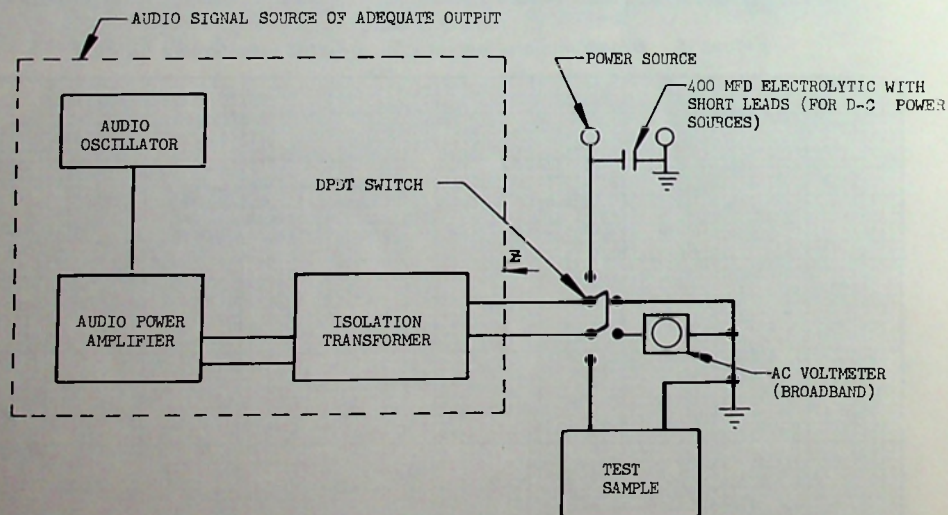 AUDIO SIGNAL SOURCE OF ADEQUATE OUTPUT
POWER SOURCE
400 MFD ELECTROLYTIC WITH
SHORT LEADS (FOR D-C POWER
SOURCES)
AUDIO
OSCILLATOR
DPDT SWITCH
Z
AUDIO POWER
AMPLIFIER
ISOLATION
TRANSFORMER
AC VOLTMETER
(BROADBAND)
TEST
SAMPLE